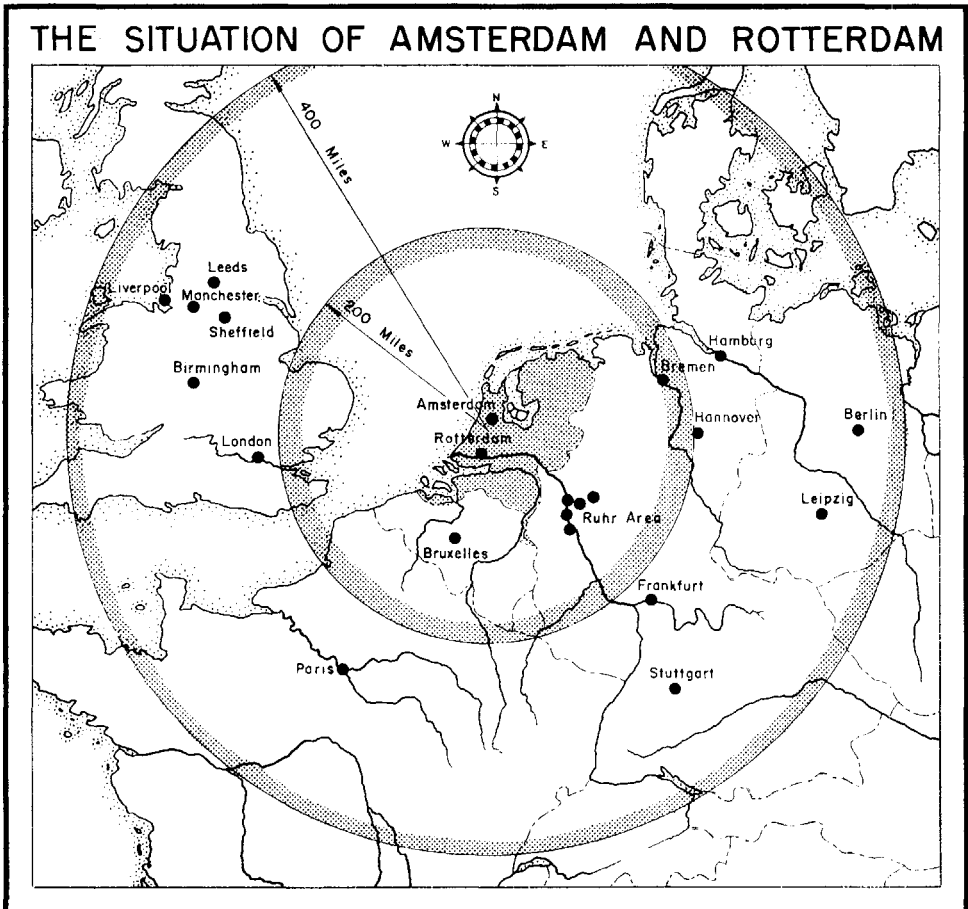 THE SITUATION OF AMSTERDAM AND ROTTERDAM
400 Miles
N
W
E
S
200 Miles
Leeds
Liverpool
Manchester
Sheffield
Birmingham
London
Hamburg
Bremen
Amsterdam
Hannover
Berlin
Rotterdam
Leipzig
Ruhr Area
Bruxelles
Frankfurt
Paris
Stuttgart